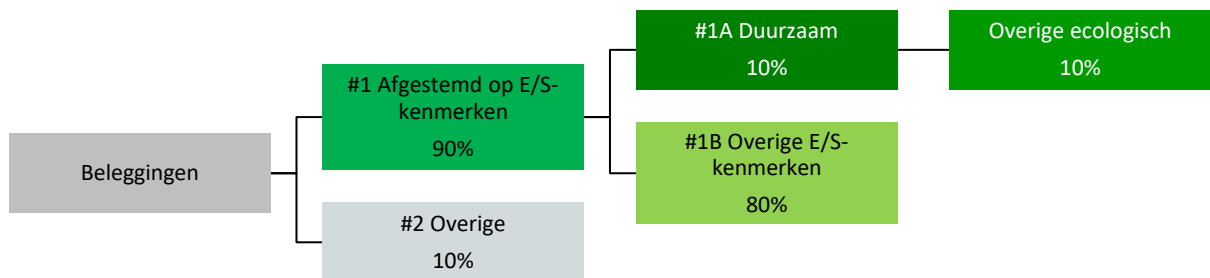 Beleggingen
#1 Afgestemd op E/S-
kenmerken
90%
#2 Overige
10%
#1A Duurzaam
10%
#1B Overige E/S-
kenmerken
80%
Overige ecologisch
10%